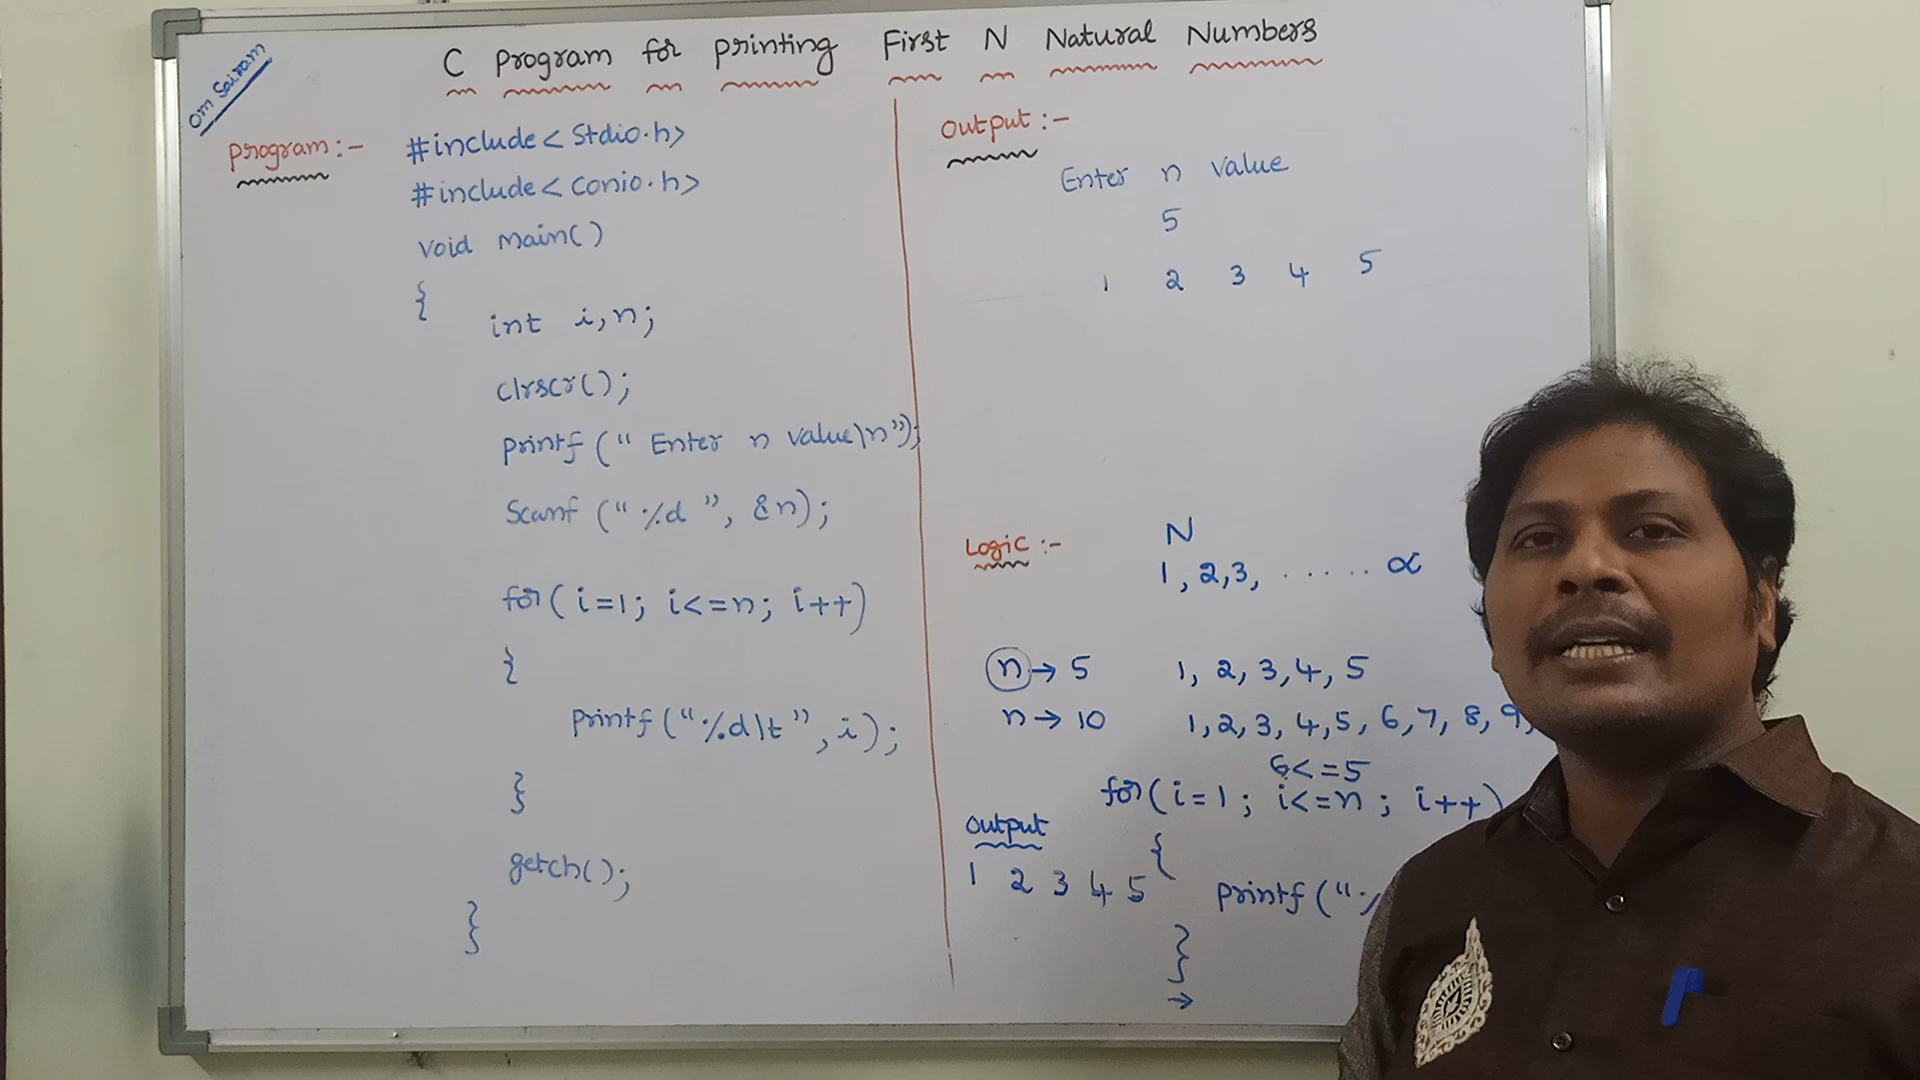 Om Sairam
C Program for printing First N Natural Numbers
Program:-
#include<Stdio.h>
#include<conio.h>
void main()
{
int i,n;
clrscr();
printf("Enter n value\n");
Scanf("%d", &n);
for(i=1; i<=n; i++)
{
printf("%d\t", i);
}
getch();
}
Output:-
Enter n value
5
1 2 3 4 5
Logic:-
N
1, 2, 3, ...... ∝
n → 5 1, 2, 3, 4, 5
n → 10 1, 2, 3, 4, 5, 6, 7, 8, 9,
6<=5
for(i=1; i<=n; i++)
{
printf("%
}
→
Output
1 2 3 4 5